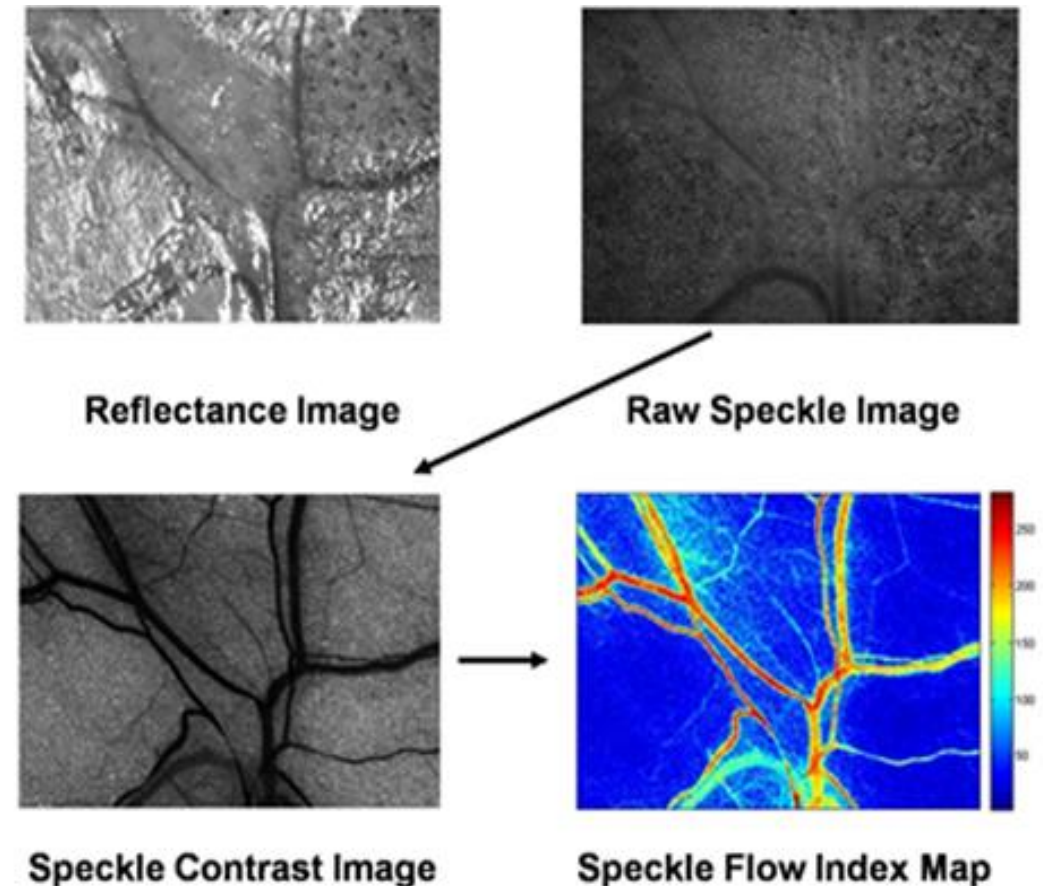 Reflectance Image
Raw Speckle Image
250
200
150
100
50
Speckle Contrast Image
Speckle Flow Index Map